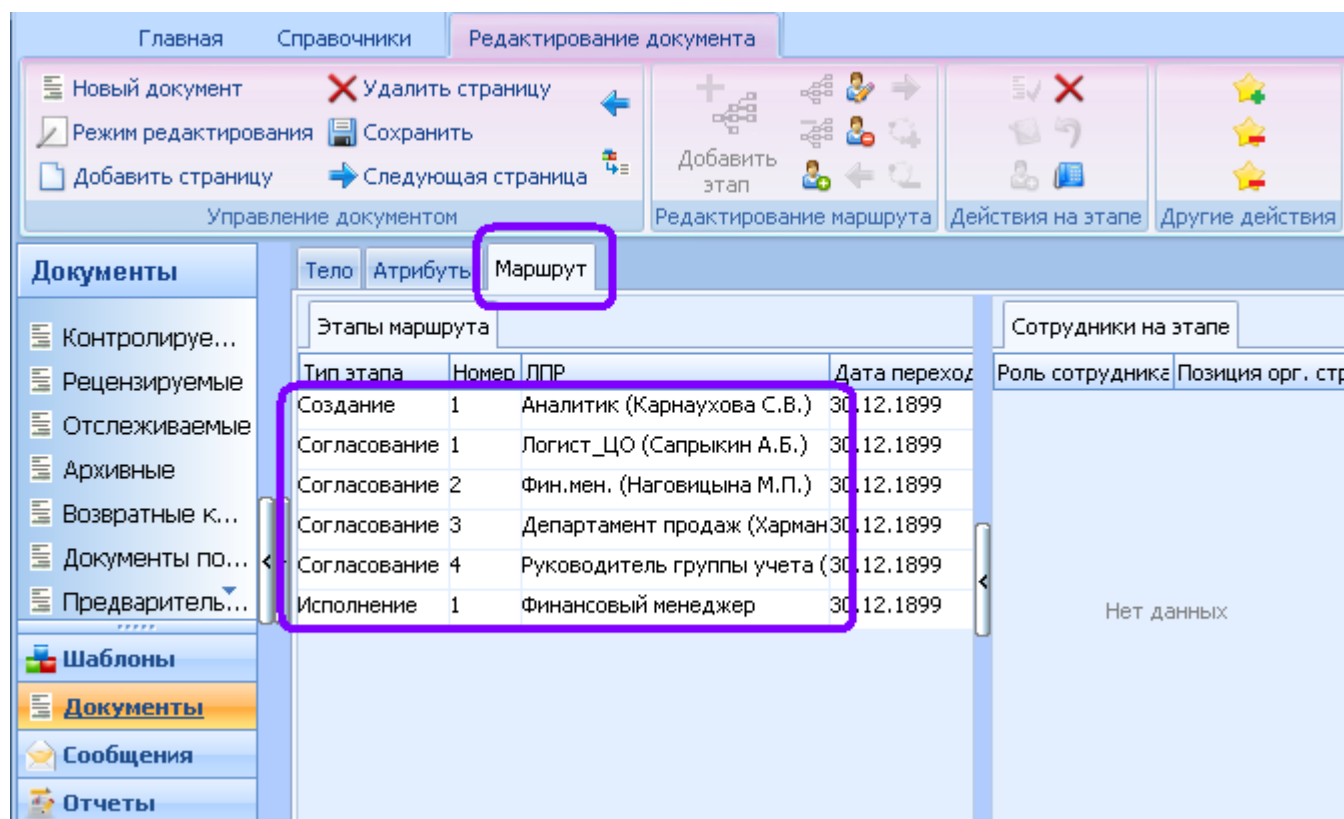 Главная Справочники Редактирование документа
Новый документ Удалить страницу
Режим редактирования Сохранить
Добавить страницу Следующая страница
Добавить
этап
Управление документом Редактирование маршрута Действия на этапе Другие действия
Документы
Контролируе...
Рецензируемые
Отслеживаемые
Архивные
Возвратные к...
Документы по...
Предваритель...
Шаблоны
Документы
Сообщения
Отчеты
Тело Атрибуты Маршрут
Этапы маршрута
Тип этапа Номер ЛПР Дата переход
Создание 1 Аналитик (Карнаухова С.В.) 30.12.1899
Согласование 1 Логист_ЦО (Сапрыкин А.Б.) 30.12.1899
Согласование 2 Фин.мен. (Наговицына М.П.) 30.12.1899
Согласование 3 Департамент продаж (Харман 30.12.1899
Согласование 4 Руководитель группы учета ( 30.12.1899
Исполнение 1 Финансовый менеджер 30.12.1899
Сотрудники на этапе
Роль сотрудника Позиция орг. стр
Нет данных